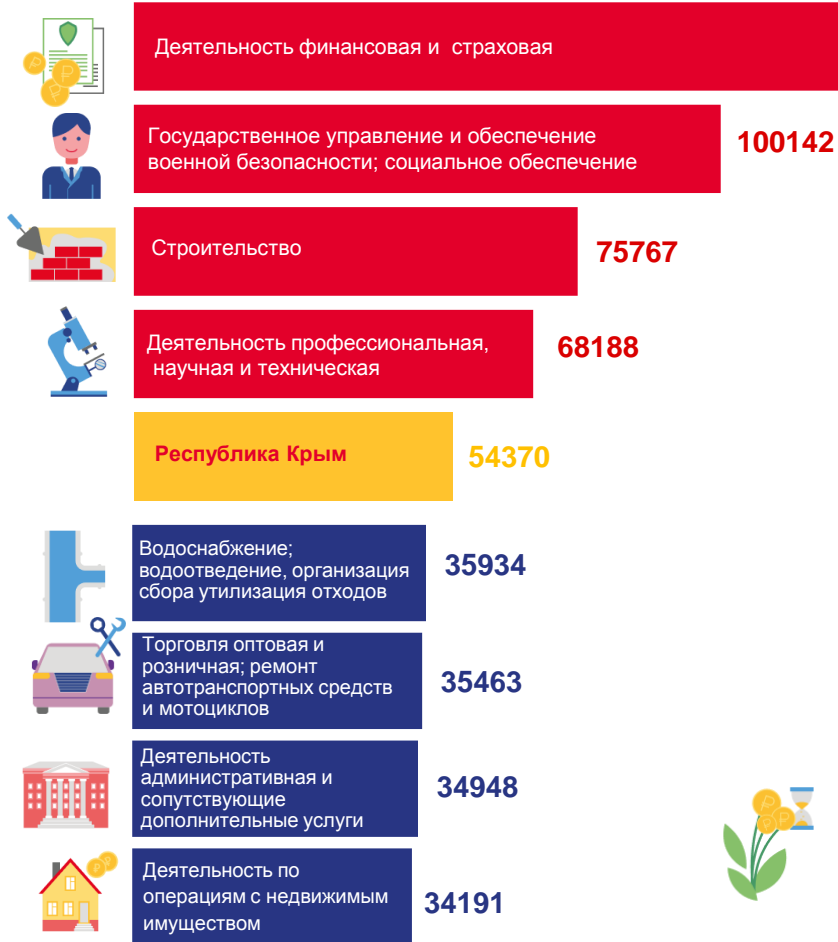 Деятельность финансовая и страховая
Государственное управление и обеспечение
военной безопасности; социальное обеспечение
100142
Строительство
75767
Деятельность профессиональная,
научная и техническая
68188
Республика Крым
54370
Водоснабжение;
водоотведение, организация
сбора утилизация отходов
35934
Торговля оптовая и
розничная; ремонт
автотранспортных средств
и мотоциклов
35463
Деятельность
административная и
сопутствующие
дополнительные услуги
34948
Деятельность по
операциям с недвижимым
имуществом
34191